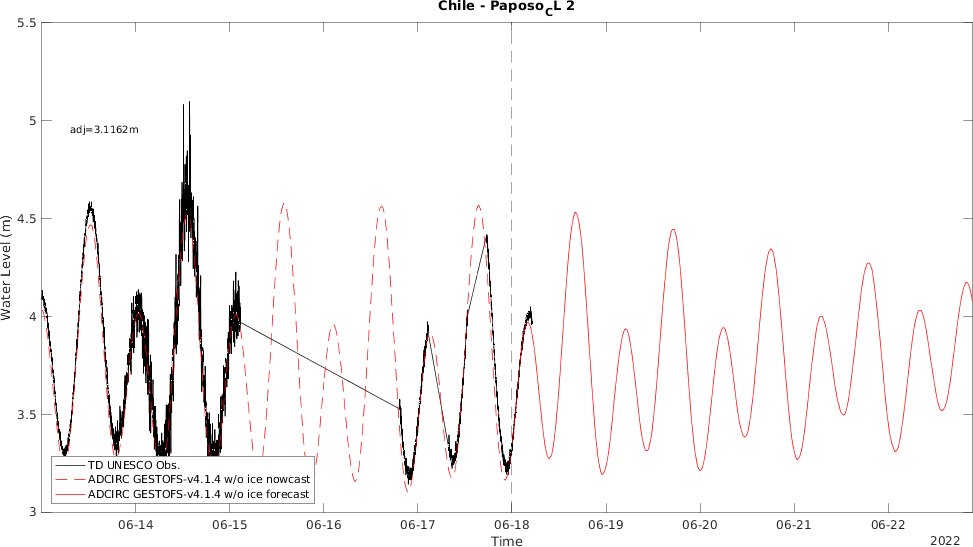 Chile - Paposo_CL 2
5.5
5
4.5
4
3.5
3
Water Level (m)
adj=3.1162m
TD UNESCO Obs.
ADCIRC GESTOFS-v4.1.4 w/o ice nowcast
ADCIRC GESTOFS-v4.1.4 w/o ice forecast
06-14 06-15 06-16 06-17 06-18 06-19 06-20 06-21 06-22
Time
2022